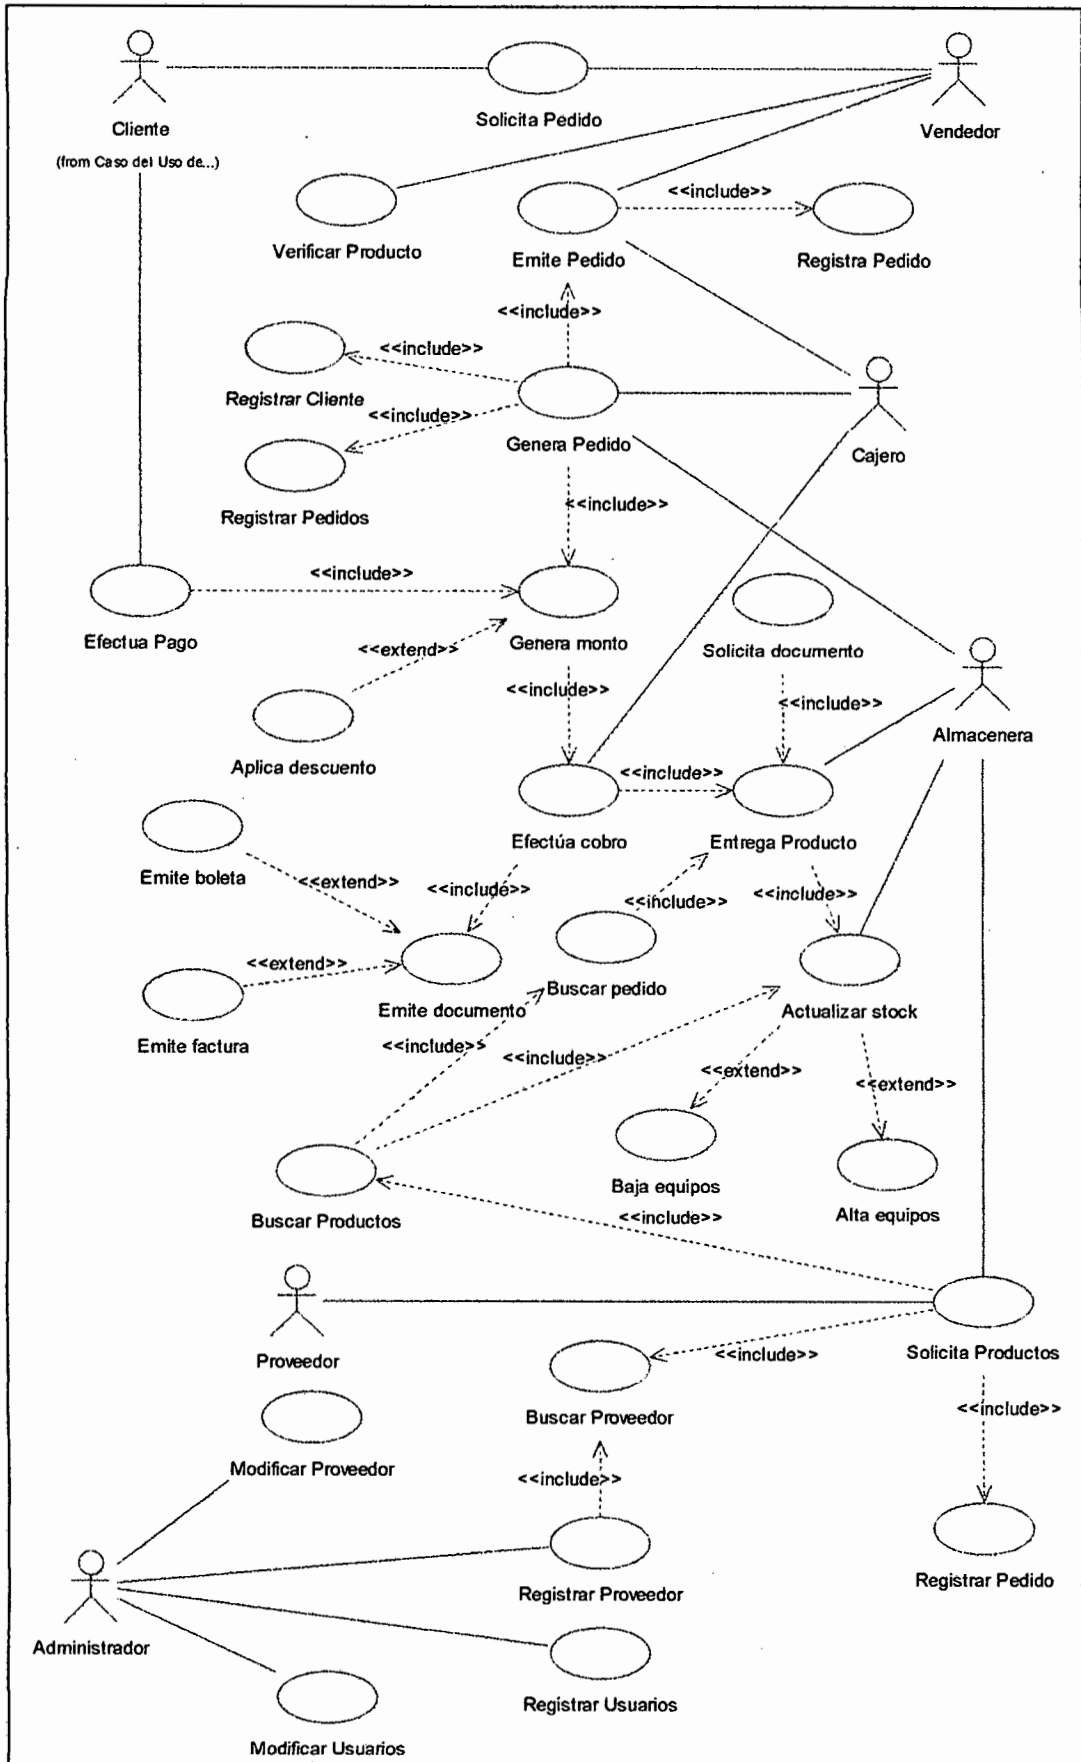 Cliente
(from Caso del Uso de...)
Solicita Pedido
Vendedor
Verificar Producto
Emite Pedido
<<include>>
Registra Pedido
<<include>>
Registrar Cliente
<<include>>
Genera Pedido
<<include>>
Registrar Pedidos
Cajero
<<include>>
Efectua Pago
<<include>>
Genera monto
Solicita documento
<<extend>>
Aplica descuento
<<include>>
<<include>>
Almacenera
Efectúa cobro
<<include>>
Entrega Producto
Emite boleta
<<extend>>
<<include>>
<<include>>
<<include>>
Emite factura
<<extend>>
Emite documento
Buscar pedido
Actualizar stock
<<include>>
<<include>>
<<extend>>
<<extend>>
Buscar Productos
Baja equipos
Alta equipos
<<include>>
Proveedor
Solicita Productos
<<include>>
Buscar Proveedor
<<include>>
Modificar Proveedor
<<include>>
Registrar Proveedor
Registrar Pedido
Administrador
Registrar Usuarios
Modificar Usuarios